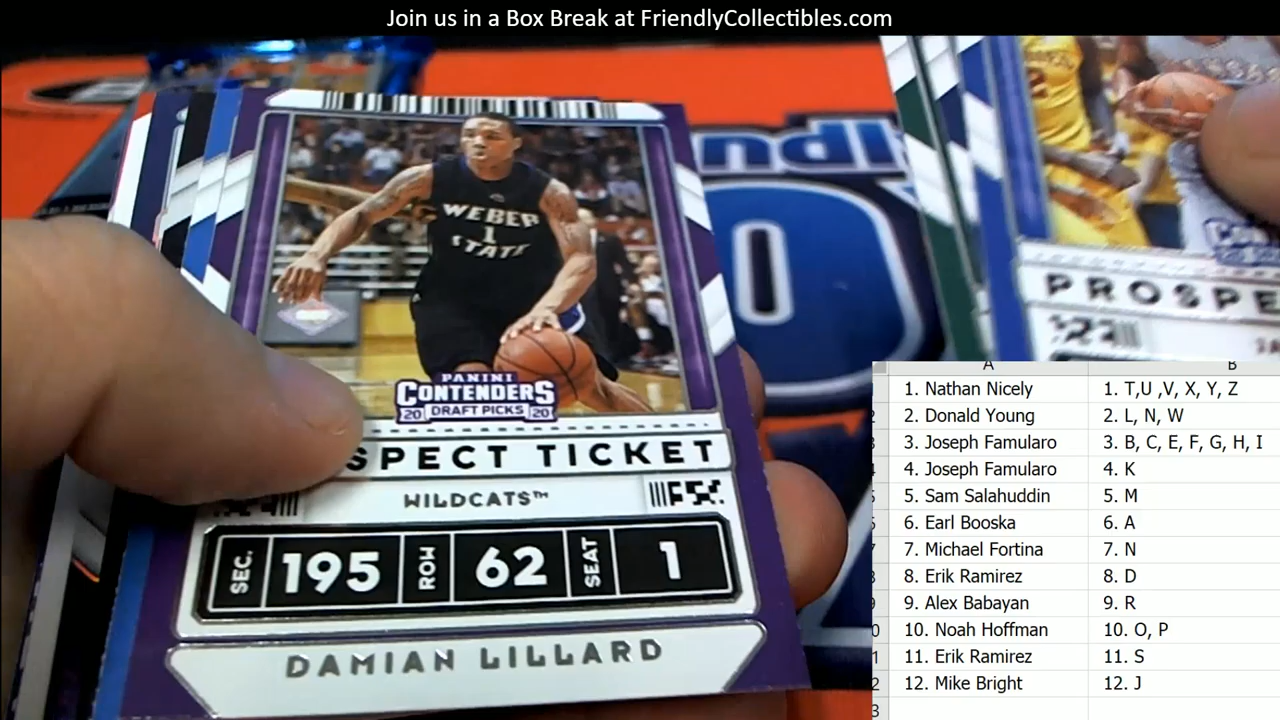 Join us in a Box Break at FriendlyCollectibles.com
WEBER
1
STATE
PANINI
CONTENDERS
20 DRAFT PICKS 20
SPECT TICKET
WILDCATS™
SEC. 195 ROW 62 SEAT 1
DAMIAN LILLARD
ndl
PROSPE
A B
1. Nathan Nicely 1. T,U ,V, X, Y, Z
2. Donald Young 2. L, N, W
3. Joseph Famularo 3. B, C, E, F, G, H, I
4. Joseph Famularo 4. K
5. Sam Salahuddin 5. M
6. Earl Booska 6. A
7. Michael Fortina 7. N
8. Erik Ramirez 8. D
9. Alex Babayan 9. R
10. Noah Hoffman 10. O, P
11. Erik Ramirez 11. S
12. Mike Bright 12. J